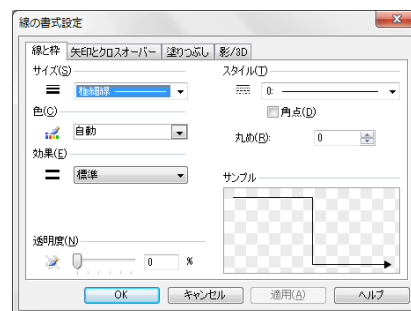 線の書式設定
線と枠 矢印とクロスオーバー 塗りつぶし 影/3D
サイズ(S)
極細線
スタイル(T)
0:
角点(D)
色(C)
自動
丸め(R): 0
効果(E)
標準
サンプル
透明度(N)
0 %
OK キャンセル 適用(A) ヘルプ